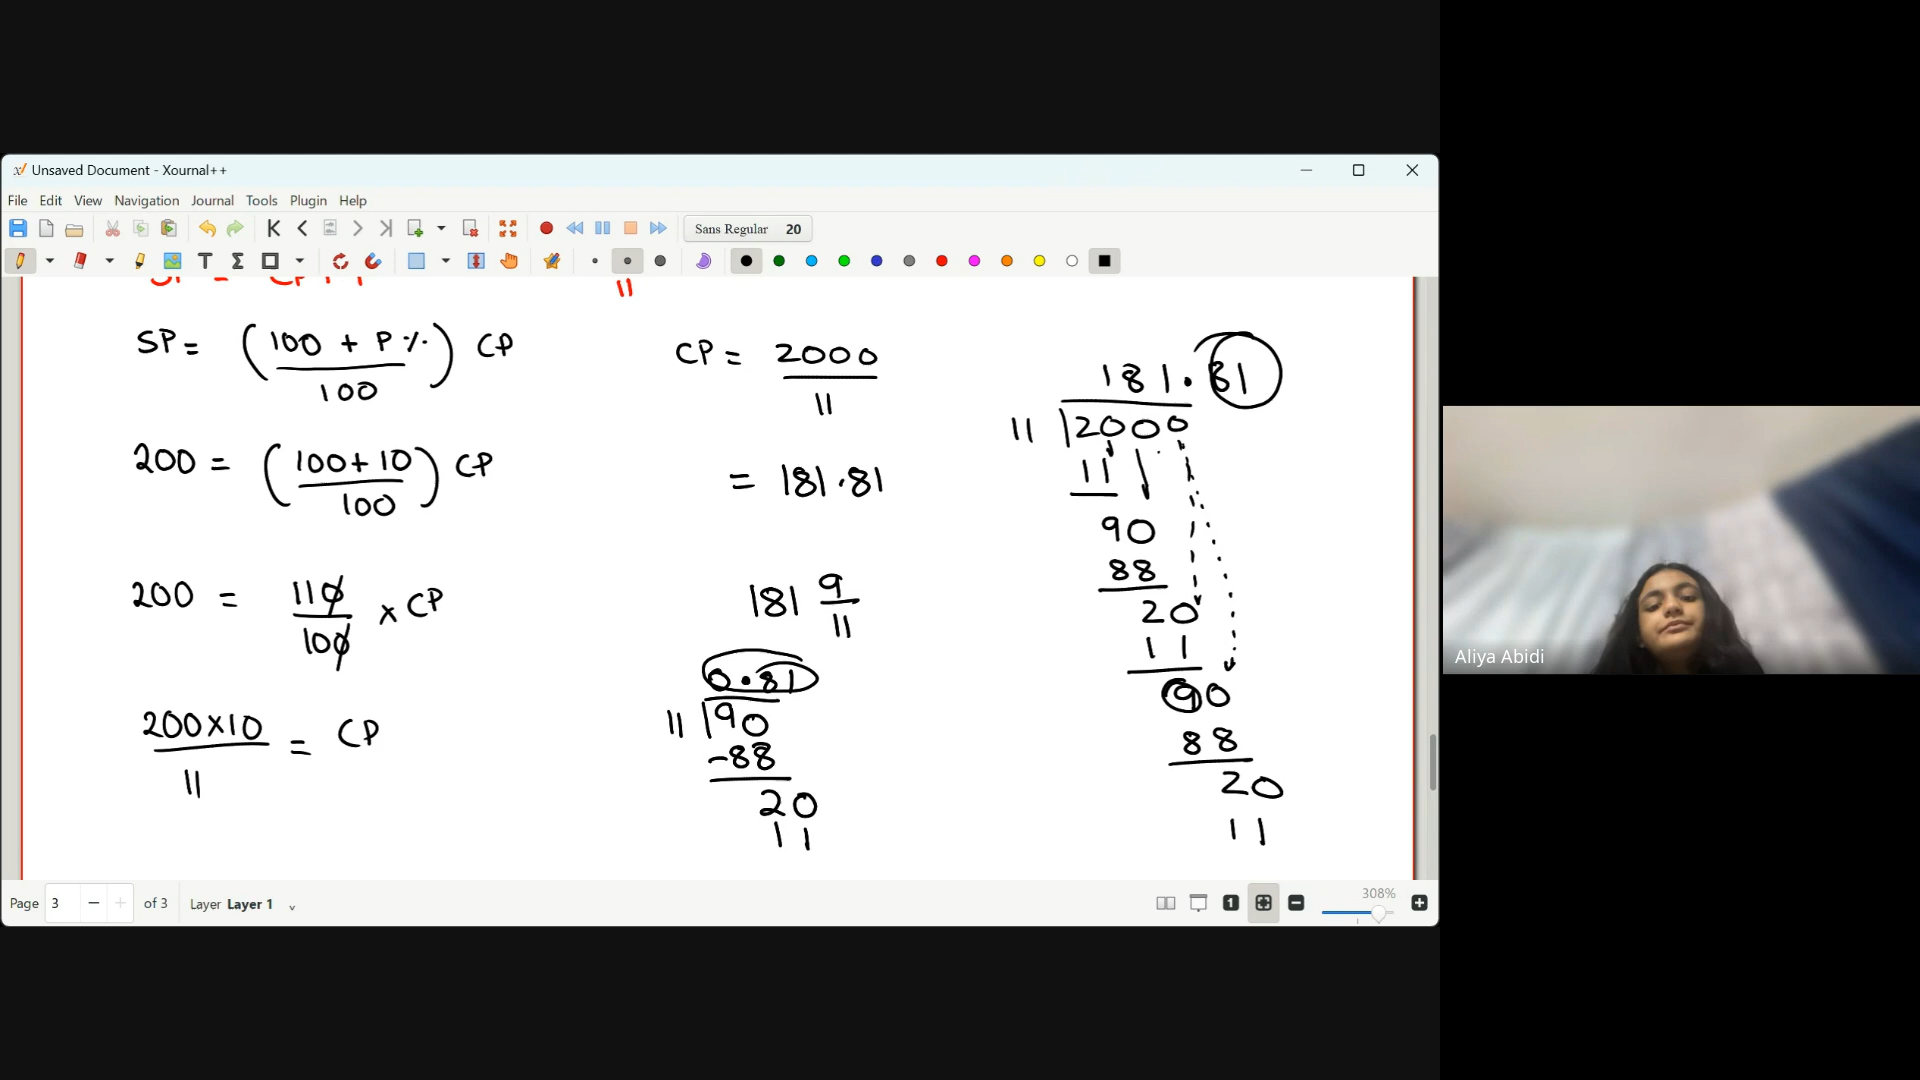 Unsaved Document - Xournal++
File Edit View Navigation Journal Tools Plugin Help
Sans Regular 20
11
SP = (100 + P % / 100) CP
200 = (100+10 / 100) CP
200 = 110 / 100 × CP
200×10 / 11 = CP
CP = 2000 / 11
= 181.81
181 9/11
0.81
11 90
-88
20
11
181.81
11 2000
11
90
88
20
11
90
88
20
11
Aliya Abidi
Page 3 of 3 Layer Layer 1 308%